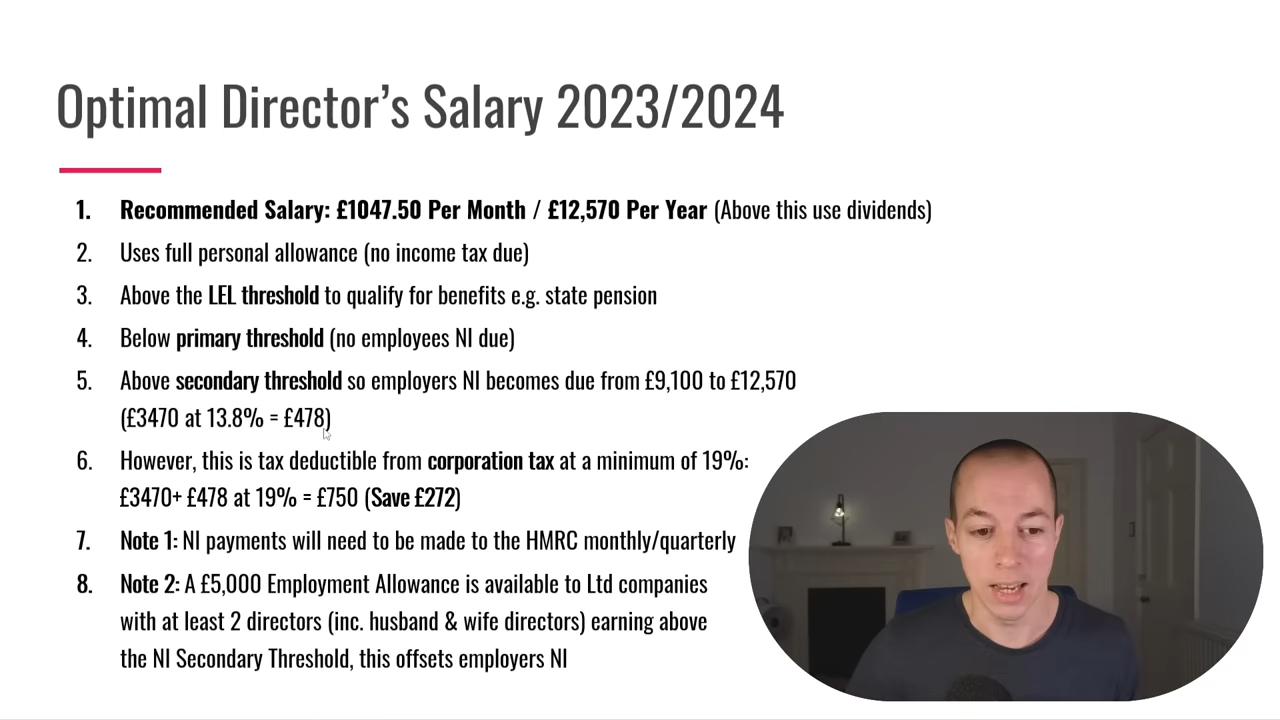 Optimal Director’s Salary 2023/2024
1. Recommended Salary: £1047.50 Per Month / £12,570 Per Year (Above this use dividends)
2. Uses full personal allowance (no income tax due)
3. Above the LEL threshold to qualify for benefits e.g. state pension
4. Below primary threshold (no employees NI due)
5. Above secondary threshold so employers NI becomes due from £9,100 to £12,570
(£3470 at 13.8% = £478)
6. However, this is tax deductible from corporation tax at a minimum of 19%:
£3470+ £478 at 19% = £750 (Save £272)
7. Note 1: NI payments will need to be made to the HMRC monthly/quarterly
8. Note 2: A £5,000 Employment Allowance is available to Ltd companies
with at least 2 directors (inc. husband & wife directors) earning above
the NI Secondary Threshold, this offsets employers NI